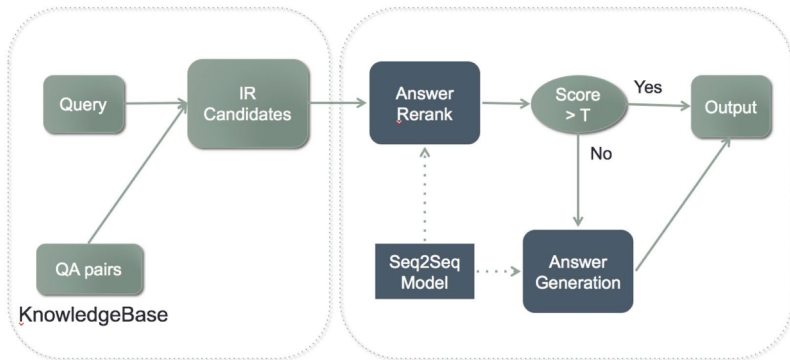 Query
IR
Candidates
QA pairs
KnowledgeBase
Answer
Rerank
Score
> T
Yes
No
Output
Seq2Seq
Model
Answer
Generation